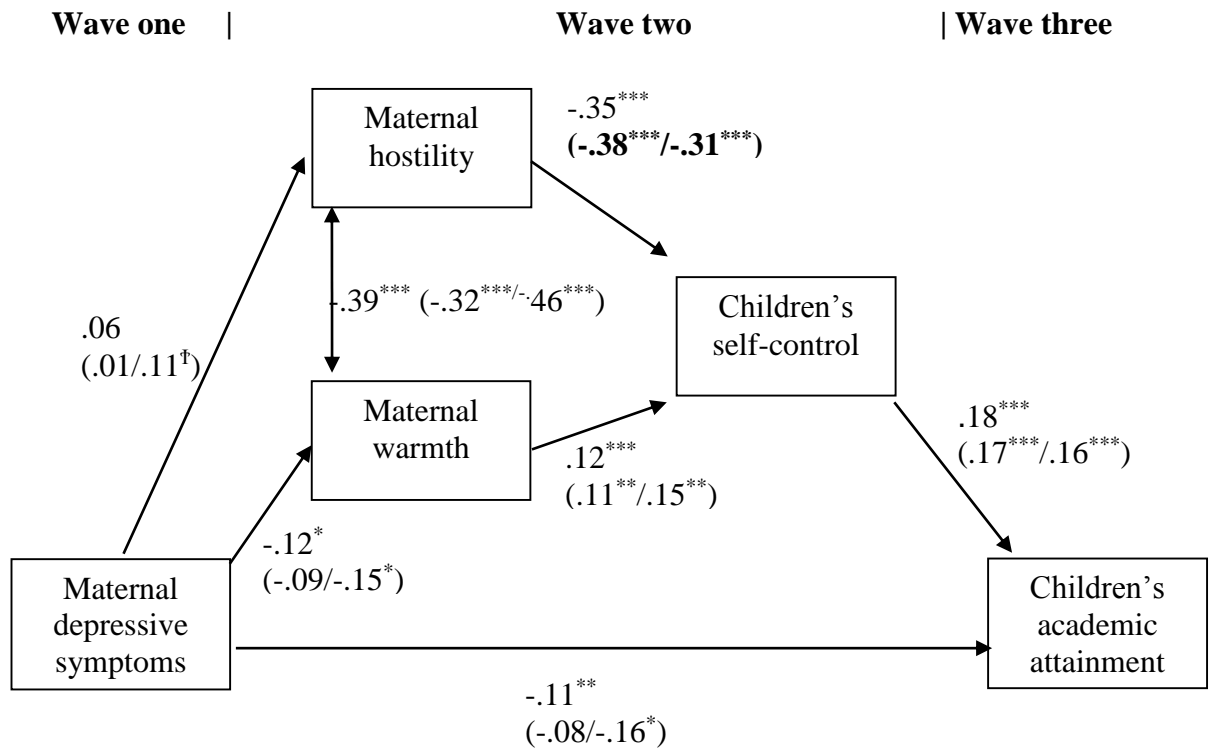 Wave one | Wave two | Wave three
Maternal
hostility
-.35***
(-.38***/-.31***)
-.39*** (-.32***/-.46***)
Children’s
self-control
.06
(.01/.11†)
Maternal
warmth
.12***
(.11**/.15**)
.18***
(.17***/.16***)
-.12*
(-.09/-.15*)
Maternal
depressive
symptoms
Children’s
academic
attainment
-.11**
(-.08/-.16*)